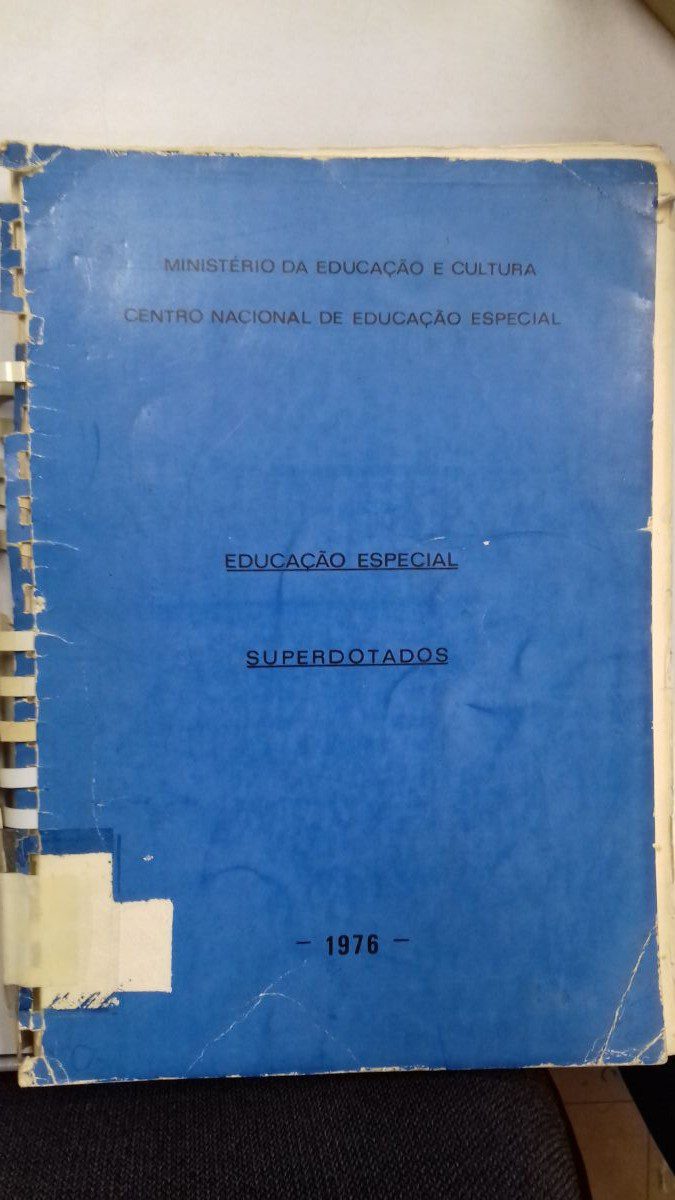 MINISTÉRIO DA EDUCAÇÃO E CULTURA
CENTRO NACIONAL DE EDUCAÇÃO ESPECIAL
EDUCAÇÃO ESPECIAL
SUPERDOTADOS
- 1976 -